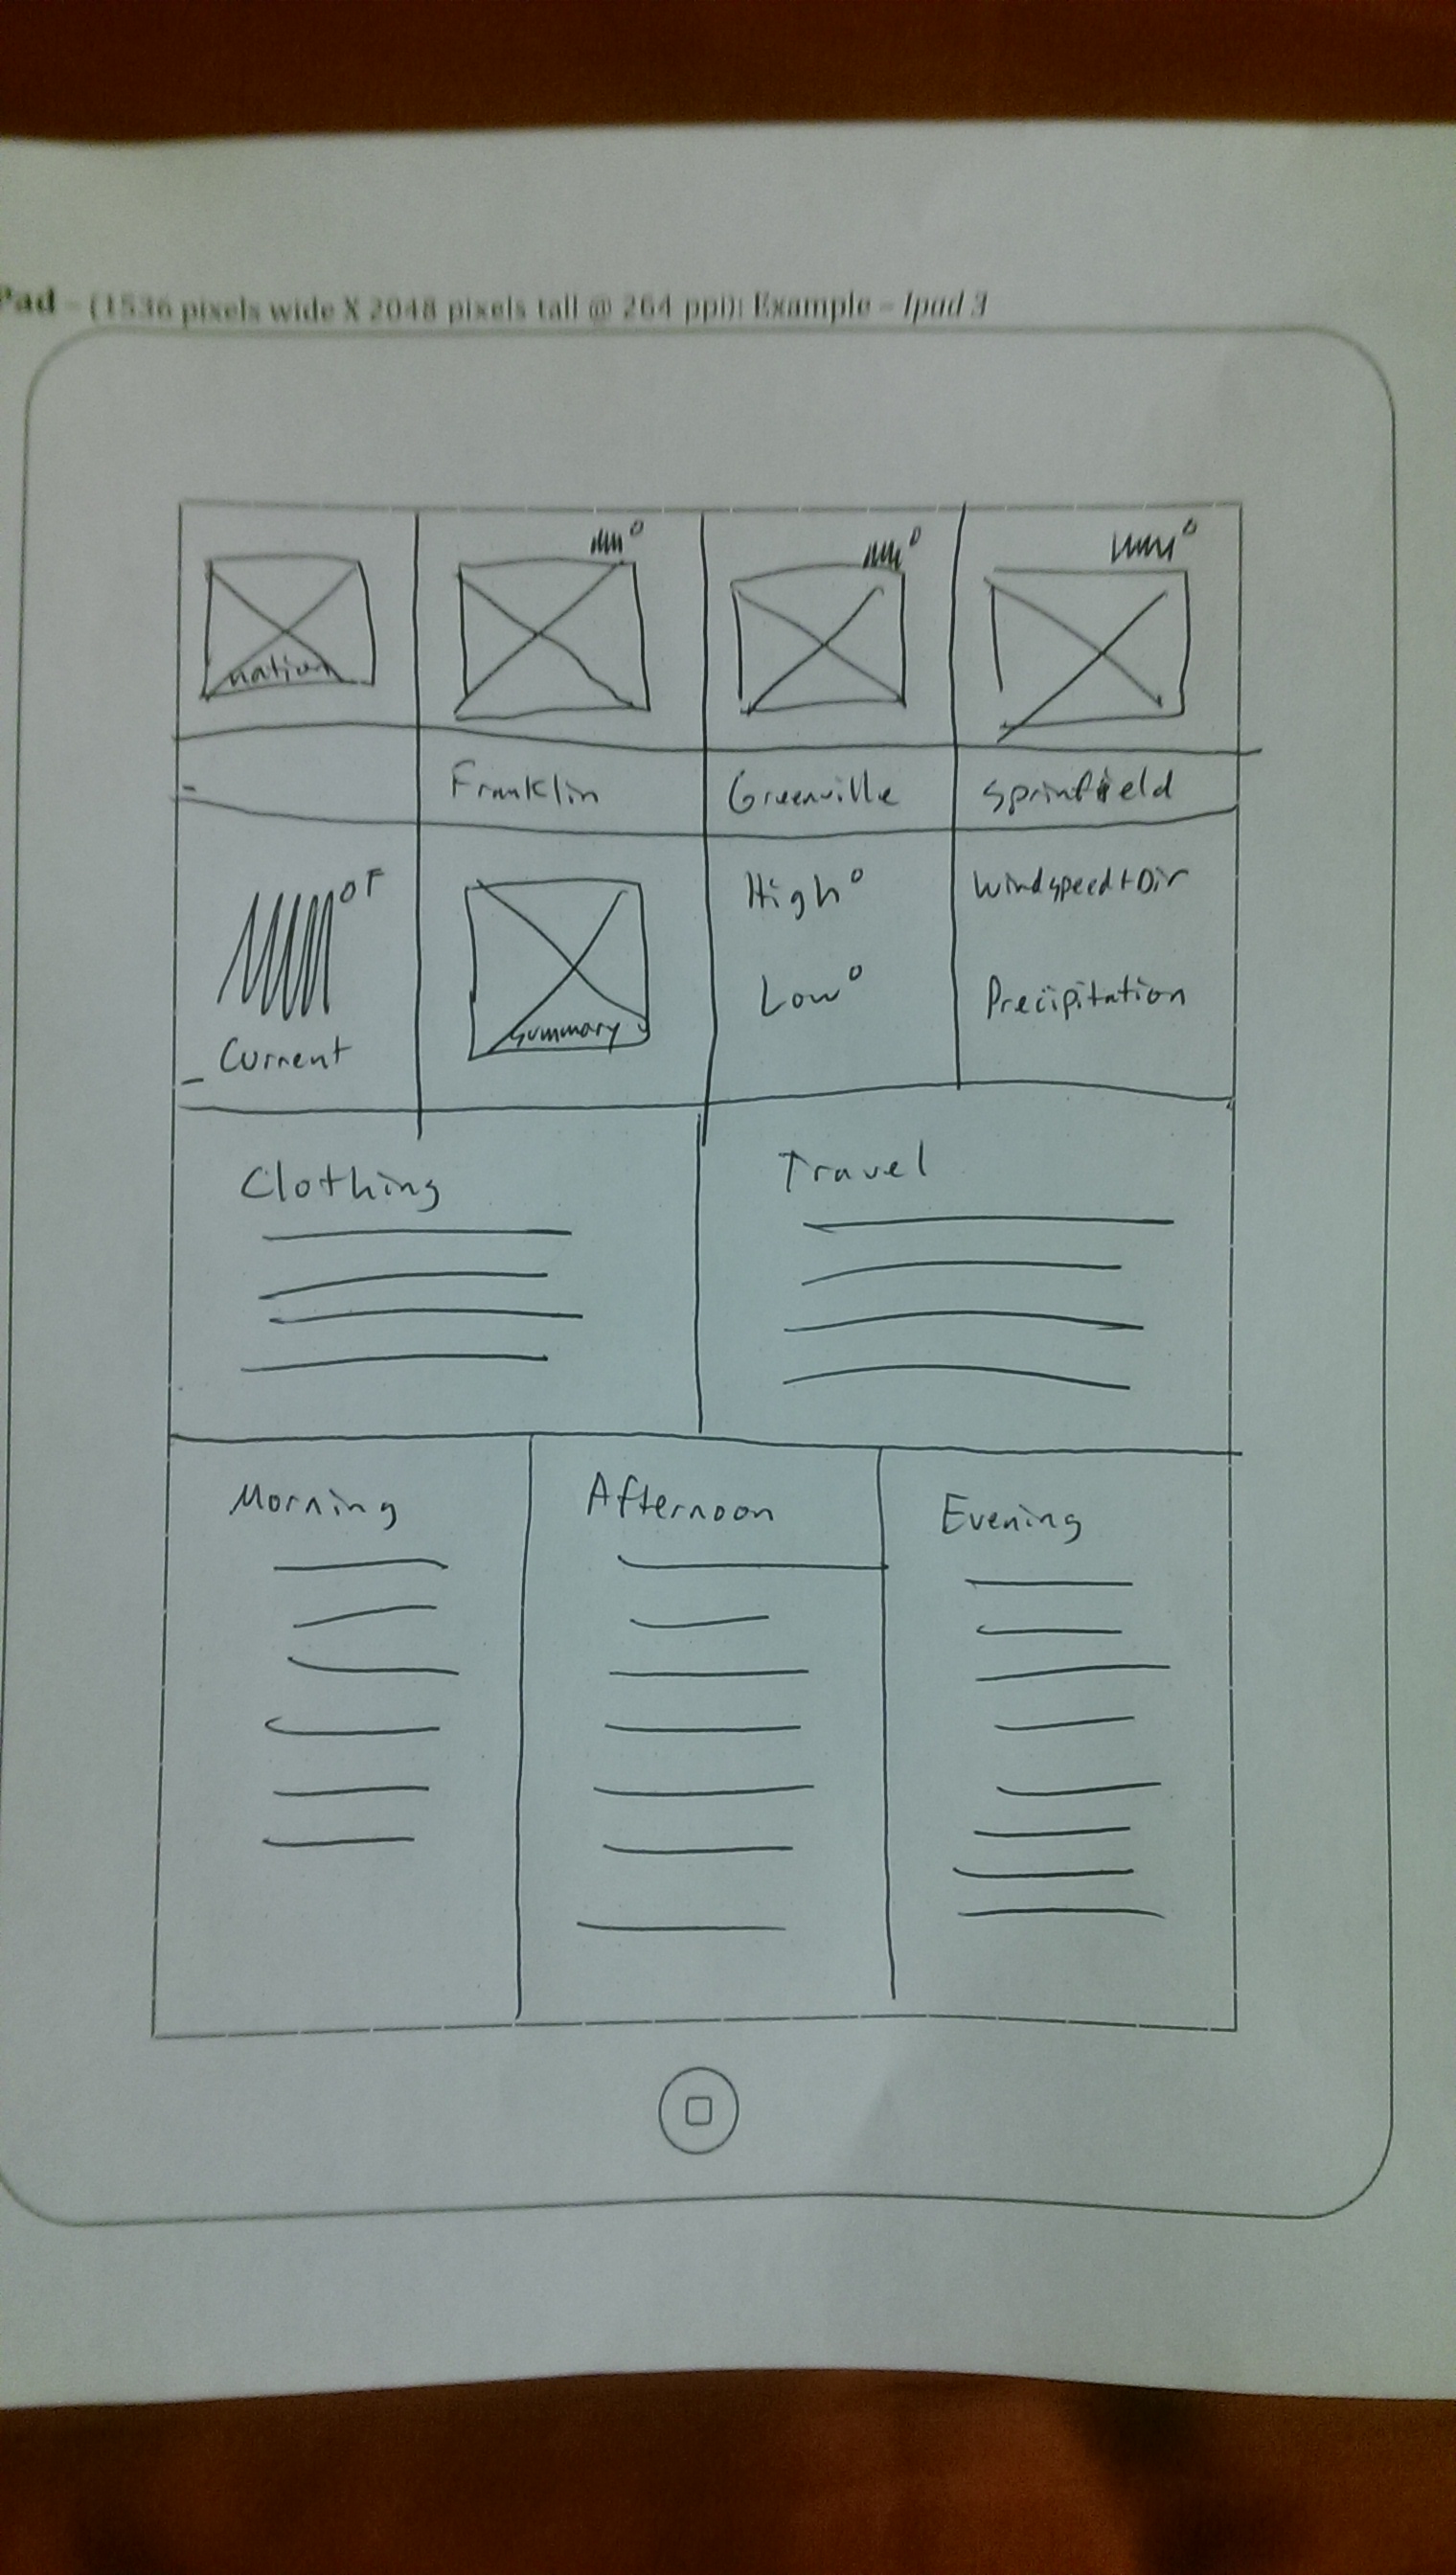 Pad - (1536 pixels wide X 2048 pixels tall @ 264 ppi): Example - Ipad 3
nation
Franklin Greenville Sprinfield
°F
Current
summary
High°
Low°
Windspeed+Dir
Precipitation
Clothing Travel
Morning Afternoon Evening